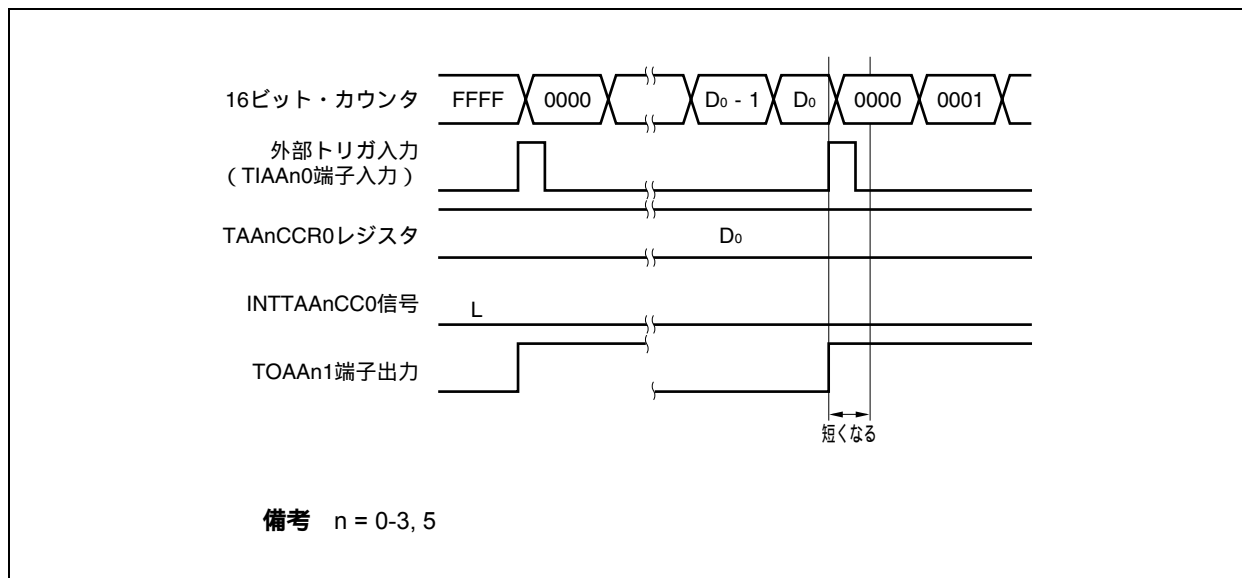 16ビット・カウンタ FFFF 0000 D0 - 1 D0 0000 0001
外部トリガ入力
(TIAAn0端子入力)
TAAnCCR0レジスタ D0
INTTAAnCC0信号 L
TOAAn1端子出力
短くなる
備考 n = 0-3, 5